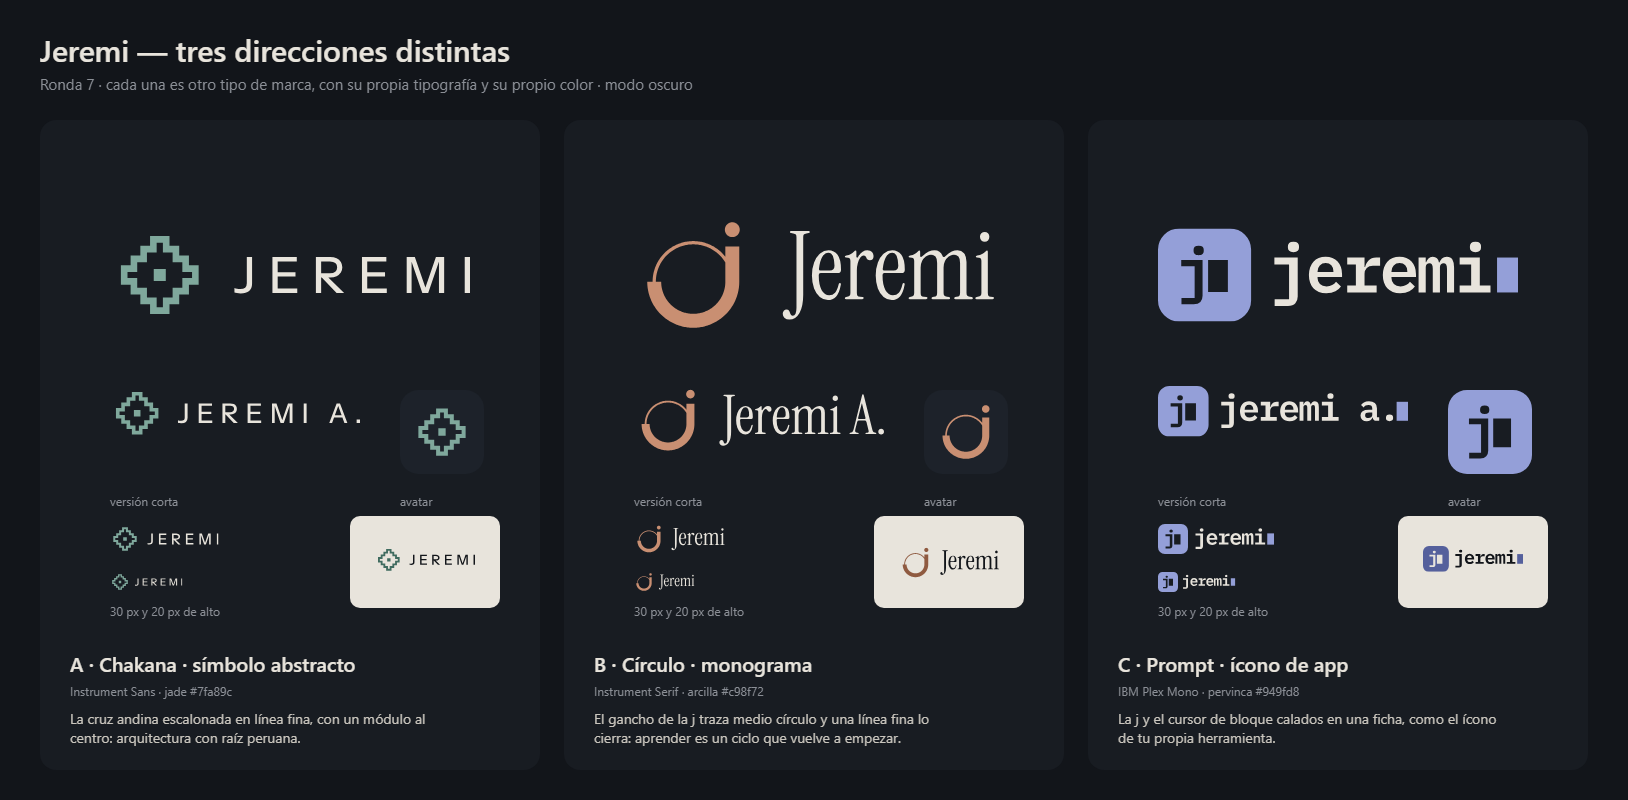 Jeremi — tres direcciones distintas
Ronda 7 · cada una es otro tipo de marca, con su propia tipografía y su propio color · modo oscuro
JEREMI
JEREMI A.
versión corta
avatar
JEREMI
JEREMI
JEREMI
30 px y 20 px de alto
A · Chakana · símbolo abstracto
Instrument Sans · jade #7fa89c
La cruz andina escalonada en línea fina, con un módulo al
centro: arquitectura con raíz peruana.
j
Jeremi
j
Jeremi A.
j
versión corta
avatar
j
Jeremi
j
Jeremi
j
Jeremi
30 px y 20 px de alto
B · Círculo · monograma
Instrument Serif · arcilla #c98f72
El gancho de la j traza medio círculo y una línea fina lo
cierra: aprender es un ciclo que vuelve a empezar.
j
jeremi
j
jeremi a.
j
versión corta
avatar
j
jeremi
j
jeremi
j
jeremi
30 px y 20 px de alto
C · Prompt · ícono de app
IBM Plex Mono · pervinca #949fd8
La j y el cursor de bloque calados en una ficha, como el ícono
de tu propia herramienta.